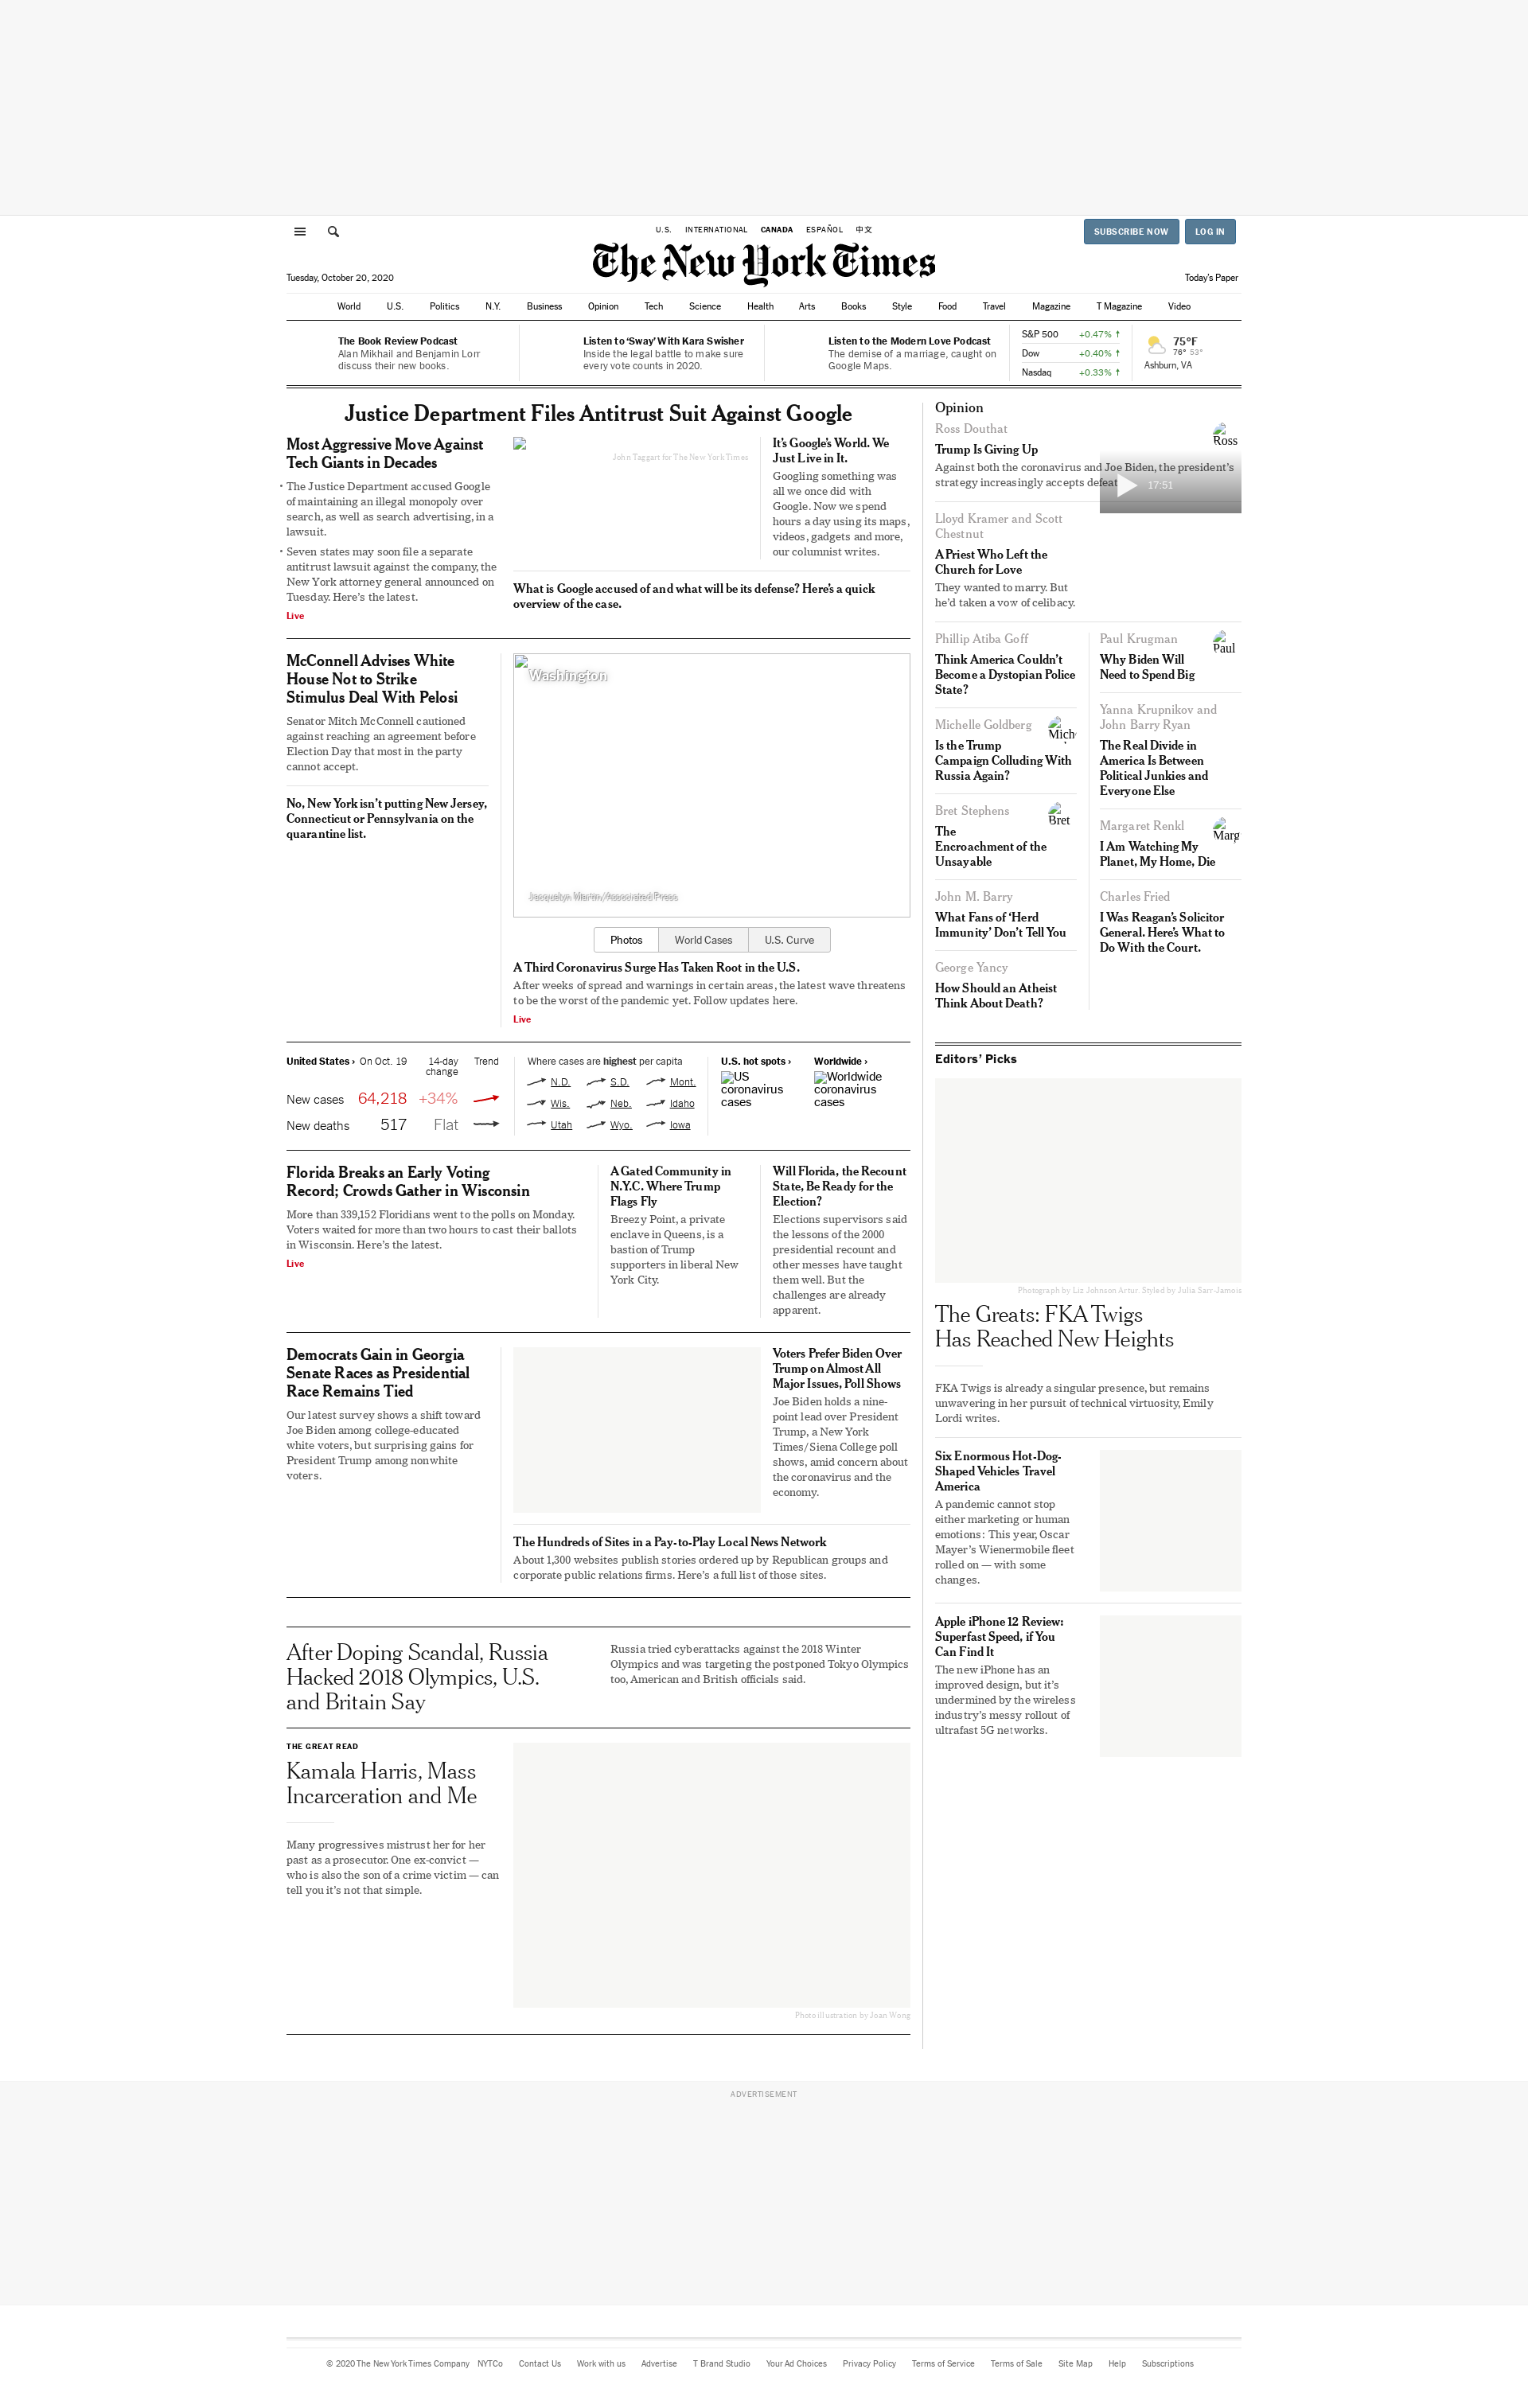 U.S. INTERNATIONAL CANADA ESPAÑOL 中文
SUBSCRIBE NOW LOG IN
The New York Times
Tuesday, October 20, 2020
Today's Paper
World U.S. Politics N.Y. Business Opinion Tech Science Health Arts Books Style Food Travel Magazine T Magazine Video
The Book Review Podcast
Alan Mikhail and Benjamin Lorr
discuss their new books.
Listen to ‘Sway’ With Kara Swisher
Inside the legal battle to make sure
every vote counts in 2020.
Listen to the Modern Love Podcast
The demise of a marriage, caught on
Google Maps.
S&P 500 +0.47% ↑
Dow +0.40% ↑
Nasdaq +0.33% ↑
75°F
76° 53°
Ashburn, VA
Justice Department Files Antitrust Suit Against Google
Most Aggressive Move Against
Tech Giants in Decades
• The Justice Department accused Google
of maintaining an illegal monopoly over
search, as well as search advertising, in a
lawsuit.
• Seven states may soon file a separate
antitrust lawsuit against the company, the
New York attorney general announced on
Tuesday. Here’s the latest.
Live
John Taggart for The New York Times
It’s Google’s World. We
Just Live in It.
Googling something was
all we once did with
Google. Now we spend
hours a day using its maps,
videos, gadgets and more,
our columnist writes.
What is Google accused of and what will be its defense? Here’s a quick
overview of the case.
McConnell Advises White
House Not to Strike
Stimulus Deal With Pelosi
Senator Mitch McConnell cautioned
against reaching an agreement before
Election Day that most in the party
cannot accept.
No, New York isn’t putting New Jersey,
Connecticut or Pennsylvania on the
quarantine list.
Washington
Jacquelyn Martin/Associated Press
Photos World Cases U.S. Curve
A Third Coronavirus Surge Has Taken Root in the U.S.
After weeks of spread and warnings in certain areas, the latest wave threatens
to be the worst of the pandemic yet. Follow updates here.
Live
United States › On Oct. 19 14-day
change Trend
New cases 64,218 +34%
New deaths 517 Flat
Where cases are highest per capita
N.D. S.D. Mont.
Wis. Neb. Idaho
Utah Wyo. Iowa
U.S. hot spots ›
US
coronavirus
cases
Worldwide ›
Worldwide
coronavirus
cases
Florida Breaks an Early Voting
Record; Crowds Gather in Wisconsin
More than 339,152 Floridians went to the polls on Monday.
Voters waited for more than two hours to cast their ballots
in Wisconsin. Here’s the latest.
Live
A Gated Community in
N.Y.C. Where Trump
Flags Fly
Breezy Point, a private
enclave in Queens, is a
bastion of Trump
supporters in liberal New
York City.
Will Florida, the Recount
State, Be Ready for the
Election?
Elections supervisors said
the lessons of the 2000
presidential recount and
other messes have taught
them well. But the
challenges are already
apparent.
Democrats Gain in Georgia
Senate Races as Presidential
Race Remains Tied
Our latest survey shows a shift toward
Joe Biden among college-educated
white voters, but surprising gains for
President Trump among nonwhite
voters.
Voters Prefer Biden Over
Trump on Almost All
Major Issues, Poll Shows
Joe Biden holds a nine-
point lead over President
Trump, a New York
Times/Siena College poll
shows, amid concern about
the coronavirus and the
economy.
The Hundreds of Sites in a Pay-to-Play Local News Network
About 1,300 websites publish stories ordered up by Republican groups and
corporate public relations firms. Here’s a full list of those sites.
After Doping Scandal, Russia
Hacked 2018 Olympics, U.S.
and Britain Say
Russia tried cyberattacks against the 2018 Winter
Olympics and was targeting the postponed Tokyo Olympics
too, American and British officials said.
THE GREAT READ
Kamala Harris, Mass
Incarceration and Me
Many progressives mistrust her for her
past as a prosecutor. One ex-convict —
who is also the son of a crime victim — can
tell you it’s not that simple.
Photo illustration by Joan Wong
Opinion
Ross Douthat
Ross
Trump Is Giving Up
Against both the coronavirus and Joe Biden, the president’s
strategy increasingly accepts defeat.
17:51
Lloyd Kramer and Scott
Chestnut
A Priest Who Left the
Church for Love
They wanted to marry. But
he’d taken a vow of celibacy.
Phillip Atiba Goff
Think America Couldn’t
Become a Dystopian Police
State?
Michelle Goldberg
Is the Trump
Campaign Colluding With
Russia Again?
Bret Stephens
Bret
The
Encroachment of the
Unsayable
John M. Barry
What Fans of ‘Herd
Immunity’ Don’t Tell You
George Yancy
How Should an Atheist
Think About Death?
Paul Krugman
Paul
Why Biden Will
Need to Spend Big
Yanna Krupnikov and
John Barry Ryan
The Real Divide in
America Is Between
Political Junkies and
Everyone Else
Margaret Renkl
I Am Watching My
Planet, My Home, Die
Charles Fried
I Was Reagan’s Solicitor
General. Here’s What to
Do With the Court.
Editors’ Picks
Photograph by Liz Johnson Artur. Styled by Julia Sarr-Jamois
The Greats: FKA Twigs
Has Reached New Heights
FKA Twigs is already a singular presence, but remains
unwavering in her pursuit of technical virtuosity, Emily
Lordi writes.
Six Enormous Hot-Dog-
Shaped Vehicles Travel
America
A pandemic cannot stop
either marketing or human
emotions: This year, Oscar
Mayer’s Wienermobile fleet
rolled on — with some
changes.
Apple iPhone 12 Review:
Superfast Speed, if You
Can Find It
The new iPhone has an
improved design, but it’s
undermined by the wireless
industry’s messy rollout of
ultrafast 5G networks.
ADVERTISEMENT
© 2020 The New York Times Company NYTCo Contact Us Work with us Advertise T Brand Studio Your Ad Choices Privacy Policy Terms of Service Terms of Sale Site Map Help Subscriptions